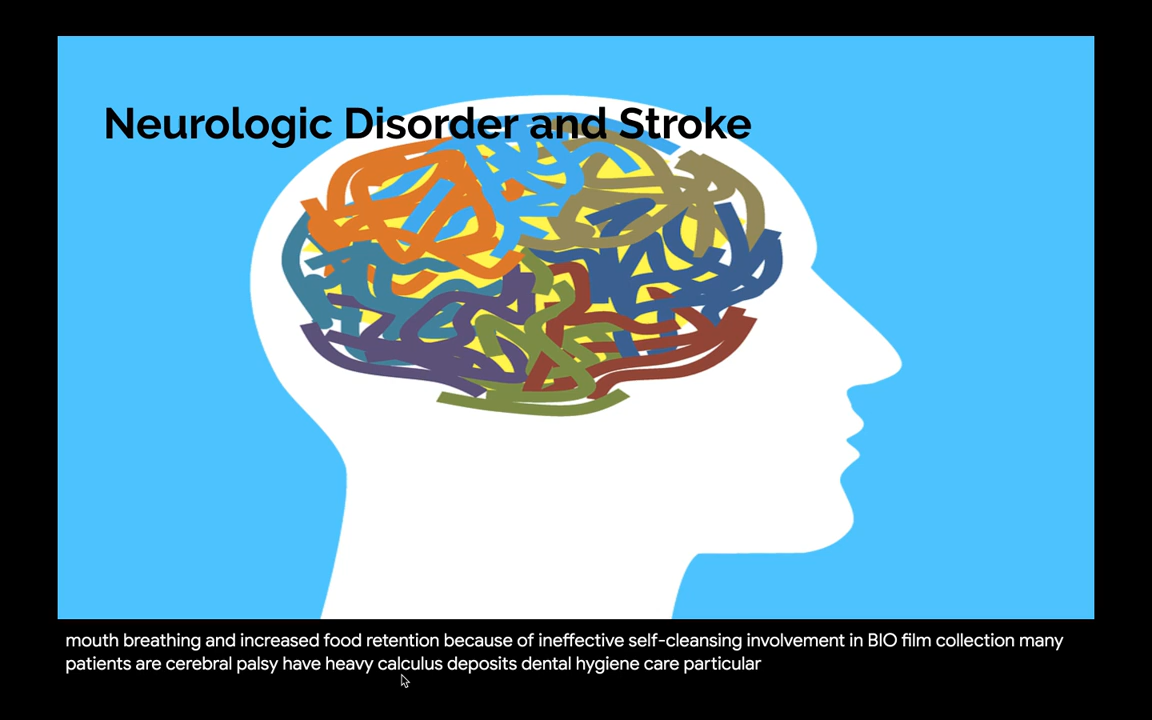 Neurologic Disorder and Stroke
mouth breathing and increased food retention because of ineffective self-cleansing involvement in BIO film collection many
patients are cerebral palsy have heavy calculus deposits dental hygiene care particular